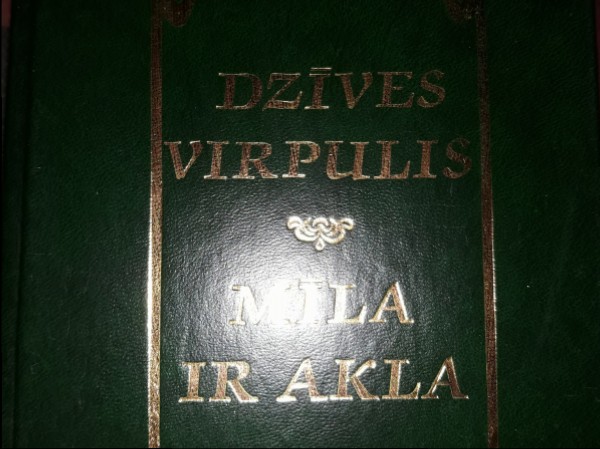 DZĪVES
VIRPULIS
MĪLA
IR AKLA